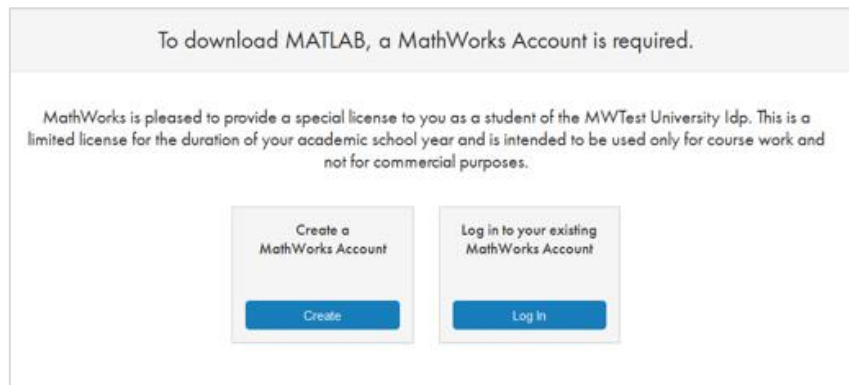 To download MATLAB, a MathWorks Account is required.
MathWorks is pleased to provide a special license to you as a student of the MWTest University Idp. This is a
limited license for the duration of your academic school year and is intended to be used only for course work and
not for commercial purposes.
Create a
MathWorks Account
Create
Log in to your existing
MathWorks Account
Log In